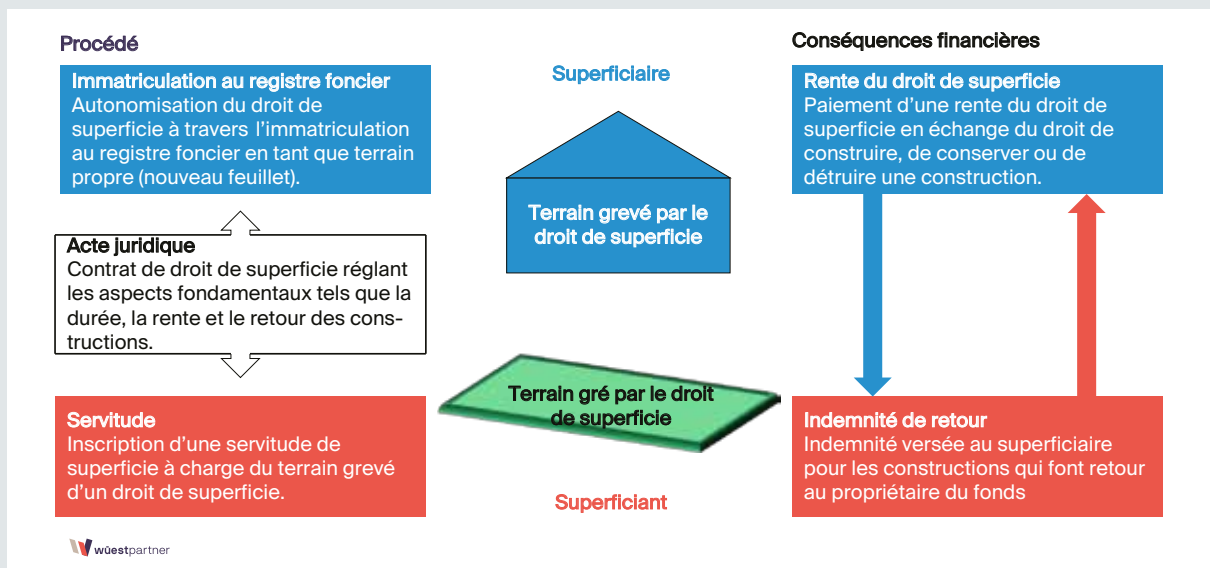 Procédé
Immatriculation au registre foncier
Autonomisation du droit de
superficie à travers l'immatriculation
au registre foncier en tant que terrain
propre (nouveau feuillet).
Acte juridique
Contrat de droit de superficie réglant
les aspects fondamentaux tels que la
durée, la rente et le retour des cons-
tructions.
Servitude
Inscription d'une servitude de
superficie à charge du terrain grevé
d'un droit de superficie.
Superficiaire
Terrain grevé par le
droit de superficie
Terrain gré par le droit
de superficie
Superficiant
Conséquences financières
Rente du droit de superficie
Paiement d'une rente du droit de
superficie en échange du droit de
construire, de conserver ou de
détruire une construction.
Indemnité de retour
Indemnité versée au superficiaire
pour les constructions qui font retour
au propriétaire du fonds
wüestpartner